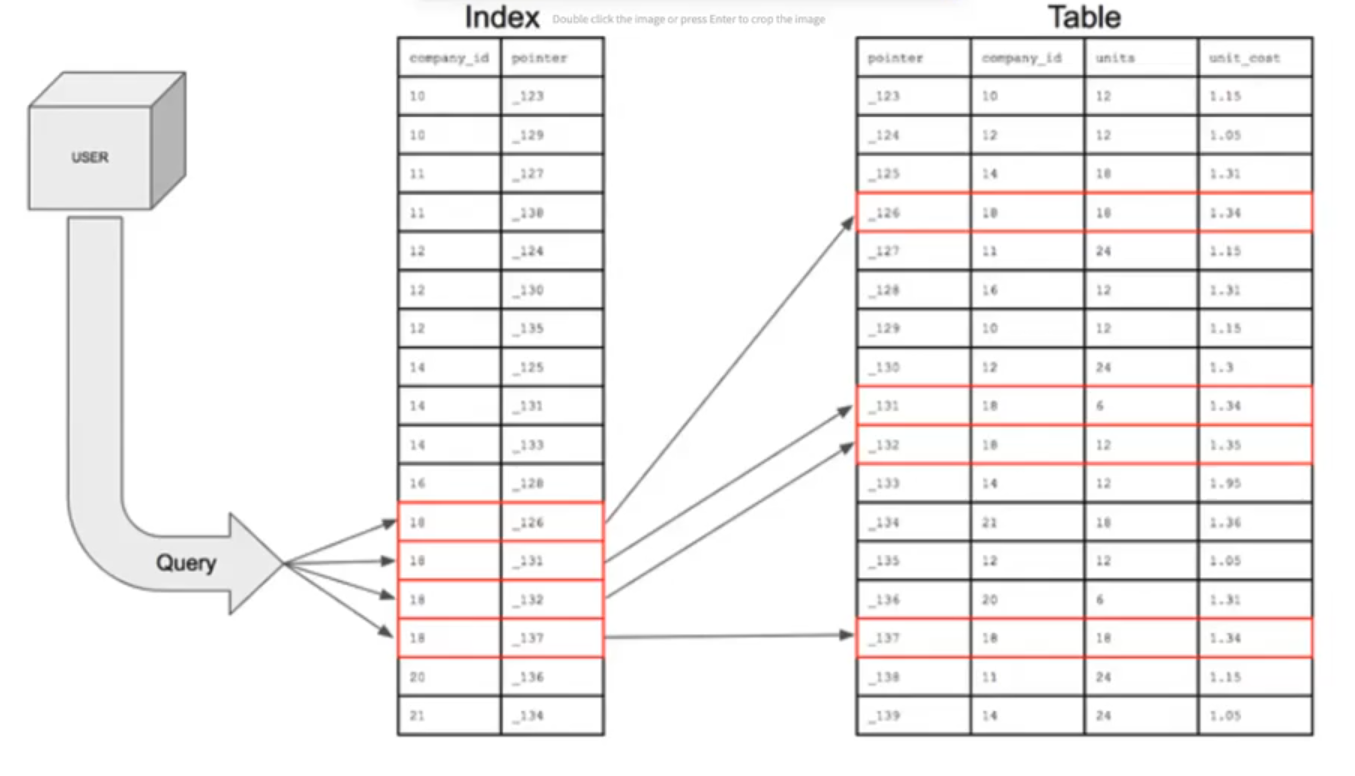 Index
Double click the image or press Enter to crop the image
Table
USER
Query
company_id pointer
10 _123
10 _129
11 _127
11 _138
12 _124
12 _130
12 _135
14 _125
14 _131
14 _133
16 _128
18 _126
18 _131
18 _132
18 _137
20 _136
21 _134
pointer company_id units unit_cost
_123 10 12 1.15
_124 12 12 1.05
_125 14 18 1.31
_126 18 18 1.34
_127 11 24 1.15
_128 16 12 1.31
_129 10 12 1.15
_130 12 24 1.3
_131 18 6 1.34
_132 18 12 1.35
_133 14 12 1.95
_134 21 18 1.36
_135 12 12 1.05
_136 20 6 1.31
_137 18 18 1.34
_138 11 24 1.15
_139 14 24 1.05